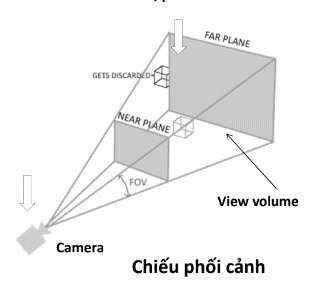 FAR PLANE
GETS DISCARDED
NEAR PLANE
FOV
View volume
Camera
Chiếu phối cảnh